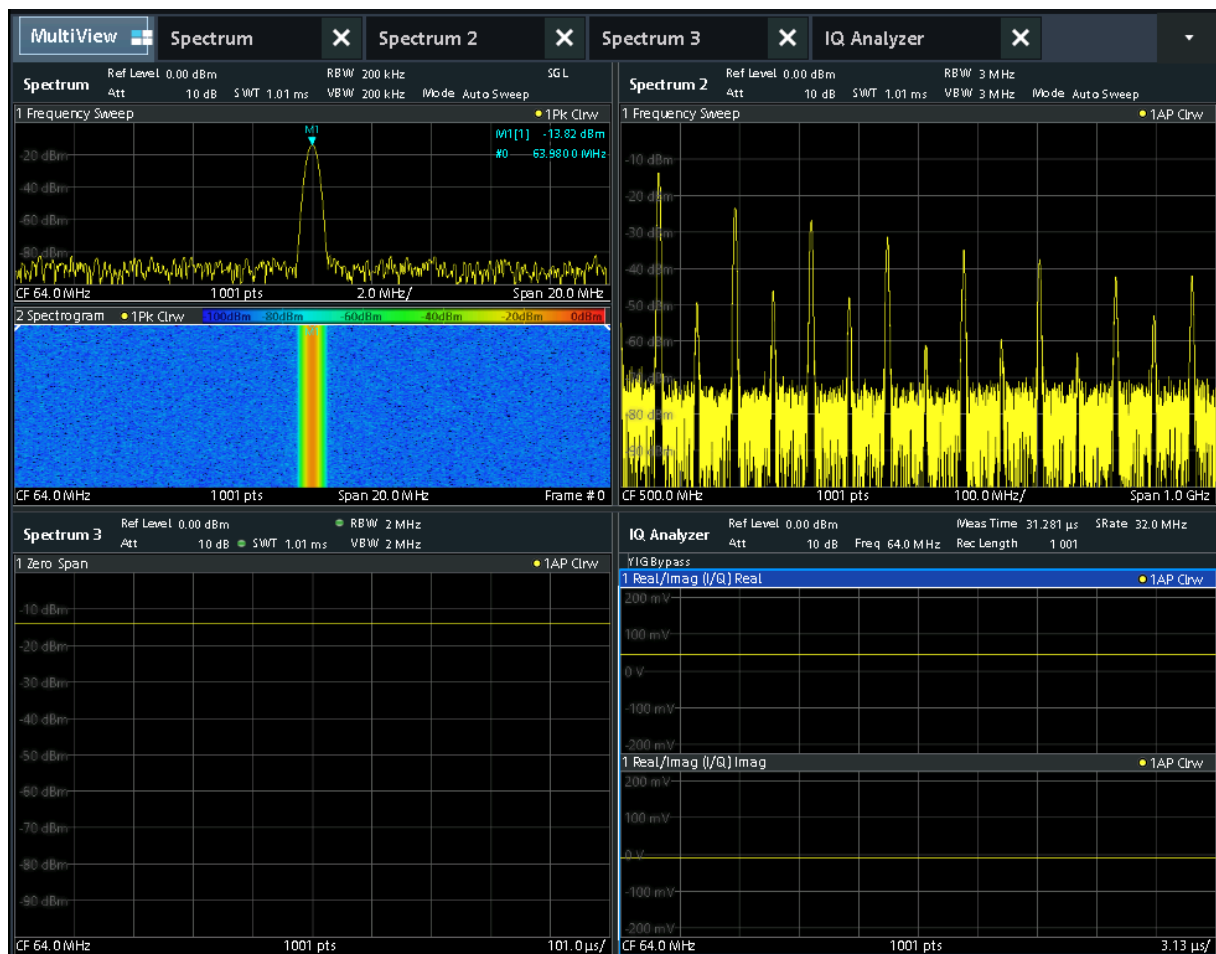 MultiView Spectrum Spectrum 2 Spectrum 3 IQ Analyzer
Spectrum
Ref Level 0.00 dBm RBW 200 kHz SGL
Att 10 dB SWT 1.01 ms VBW 200 kHz Mode Auto Sweep
1 Frequency Sweep 1Pk Clrw
M1
M1[1] -13.82 dBm
#0 63.9800 MHz
-20 dBm
-40 dBm
-60 dBm
-80 dBm
CF 64.0 MHz 1001 pts 2.0 MHz/ Span 20.0 MHz
2 Spectrogram 1Pk Clrw -100dBm -80dBm -60dBm -40dBm -20dBm 0dBm
CF 64.0 MHz 1001 pts Span 20.0 MHz Frame # 0
Spectrum 2
Ref Level 0.00 dBm RBW 3 MHz
Att 10 dB SWT 1.01 ms VBW 3 MHz Mode Auto Sweep
1 Frequency Sweep 1AP Clrw
-10 dBm
-20 dBm
-30 dBm
-40 dBm
-50 dBm
-60 dBm
-80 dBm
CF 500.0 MHz 1001 pts 100.0 MHz/ Span 1.0 GHz
Spectrum 3
Ref Level 0.00 dBm RBW 2 MHz
Att 10 dB SWT 1.01 ms VBW 2 MHz
1 Zero Span 1AP Clrw
-10 dBm
-20 dBm
-30 dBm
-40 dBm
-50 dBm
-60 dBm
-70 dBm
-80 dBm
-90 dBm
CF 64.0 MHz 1001 pts 101.0 µs/
IQ Analyzer
Ref Level 0.00 dBm Meas Time 31.281 µs SRate 32.0 MHz
Att 10 dB Freq 64.0 MHz Rec Length 1 001
YIG Bypass
1 Real/Imag (I/Q) Real 1AP Clrw
200 mV
100 mV
0 V
-100 mV
-200 mV
1 Real/Imag (I/Q) Imag 1AP Clrw
200 mV
100 mV
0 V
-100 mV
-200 mV
CF 64.0 MHz 1001 pts 3.13 µs/